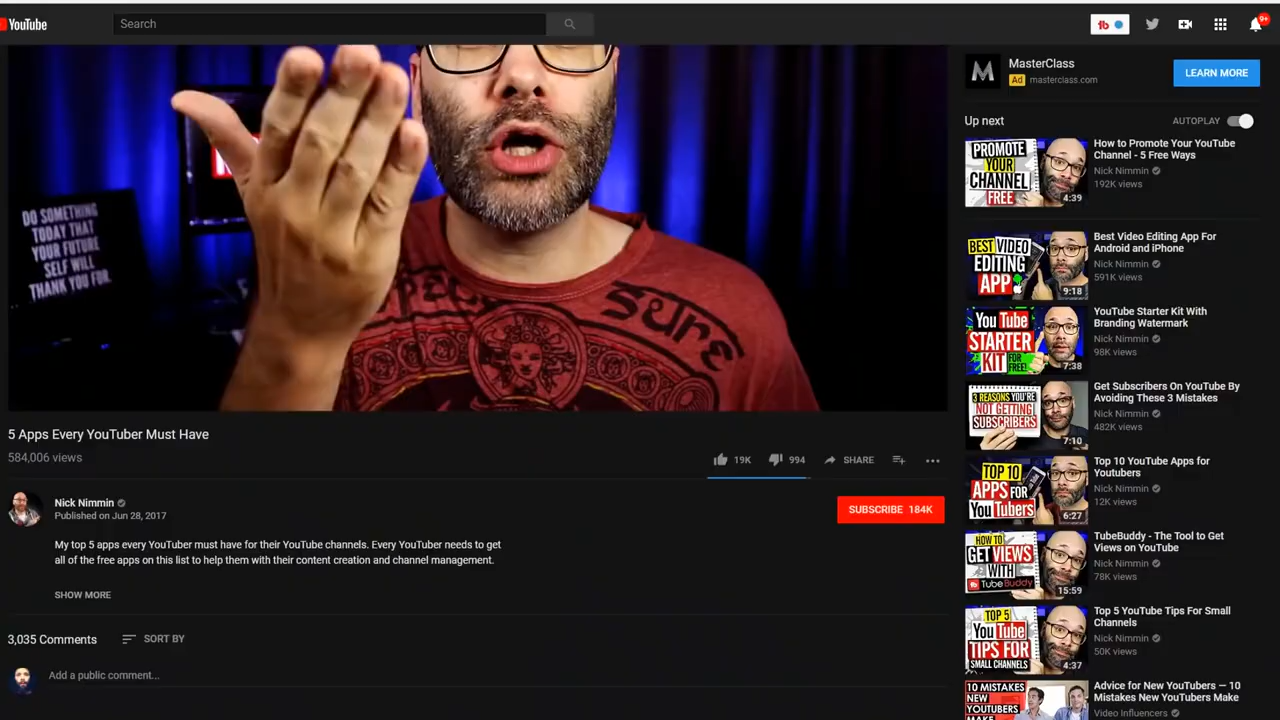 YouTube
Search
tb
9+
DO SOMETHING
TODAY THAT
YOUR FUTURE
SELF WILL
THANK YOU FOR.
SURE
5 Apps Every YouTuber Must Have
584,006 views
19K
994
SHARE
Nick Nimmin
Published on Jun 28, 2017
SUBSCRIBE 184K
My top 5 apps every YouTuber must have for their YouTube channels. Every YouTuber needs to get
all of the free apps on this list to help them with their content creation and channel management.
SHOW MORE
3,035 Comments
SORT BY
Add a public comment...
M
MasterClass
Ad masterclass.com
LEARN MORE
Up next
AUTOPLAY
PROMOTE
YOUR
CHANNEL
FREE
4:39
How to Promote Your YouTube
Channel - 5 Free Ways
Nick Nimmin
192K views
BEST VIDEO
EDITING
APP
9:18
Best Video Editing App For
Android and iPhone
Nick Nimmin
591K views
YouTube
STARTER
KIT FOR
FREE!
7:38
YouTube Starter Kit With
Branding Watermark
Nick Nimmin
98K views
3 REASONS YOU'RE
NOT GETTING
SUBSCRIBERS
7:10
Get Subscribers On YouTube By
Avoiding These 3 Mistakes
Nick Nimmin
482K views
TOP 10
APPS FOR
YouTubers
6:27
Top 10 YouTube Apps for
Youtubers
Nick Nimmin
12K views
HOW TO
GET VIEWS
WITH
TubeBuddy
15:59
TubeBuddy - The Tool to Get
Views on YouTube
Nick Nimmin
78K views
TOP 5
YouTube
TIPS FOR
SMALL CHANNELS
4:37
Top 5 YouTube Tips For Small
Channels
Nick Nimmin
50K views
10 MISTAKES
NEW
YOUTUBERS
MAKE
Advice for New YouTubers — 10
Mistakes New YouTubers Make
Video Influencers